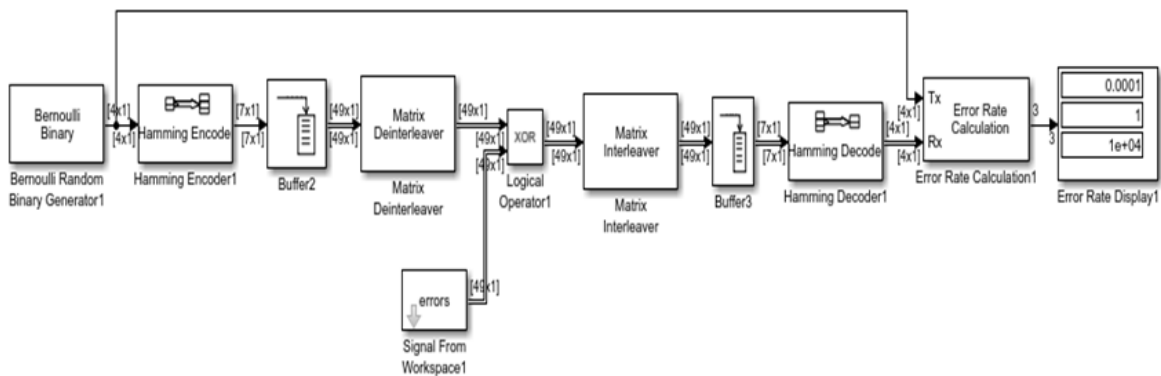 Bernoulli
Binary
Bernoulli Random
Binary Generator1
[4x1]
[4x1]
Hamming Encode
Hamming Encoder1
[7x1]
[7x1]
Buffer2
[49x1]
[49x1]
Matrix
Deinterleaver
Matrix
Deinterleaver
[49x1]
[49x1]
[49x1]
XOR
Logical
Operator1
[49x1]
[49x1]
Matrix
Interleaver
Matrix
Interleaver
[49x1]
[49x1]
Buffer3
[7x1]
[7x1]
Hamming Decode
Hamming Decoder1
[4x1]
[4x1]
[4x1]
Tx
Rx
Error Rate
Calculation
Error Rate Calculation1
3
3
0.0001
1
1e+04
Error Rate Display1
errors
[49x1]
Signal From
Workspace1